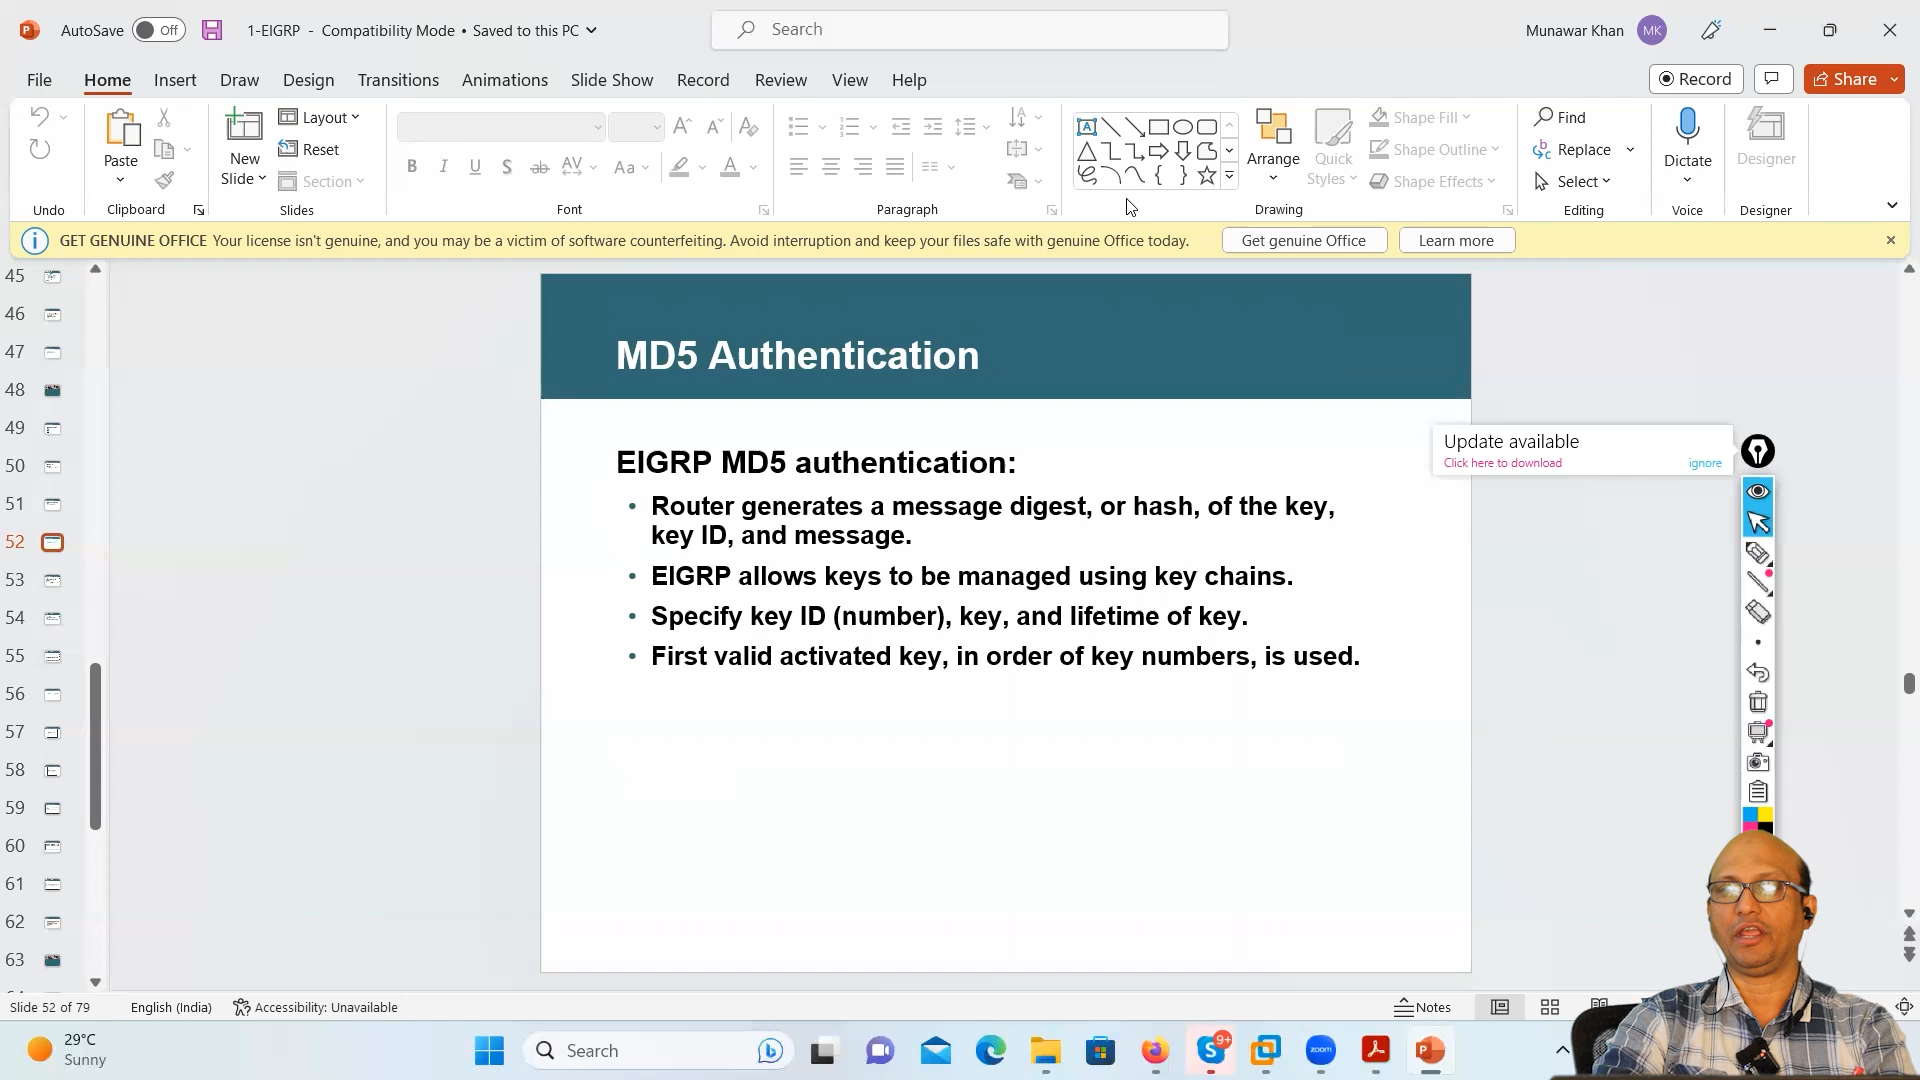 AutoSave Off 1-EIGRP - Compatibility Mode • Saved to this PC Search Munawar Khan MK
File Home Insert Draw Design Transitions Animations Slide Show Record Review View Help Record Share
Paste New Slide Layout Reset Section
B I U S ab AV Aa A A A A
Arrange Quick Styles Shape Fill Shape Outline Shape Effects
Find Replace Select
Dictate Designer
Undo Clipboard Slides Font Paragraph Drawing Editing Voice Designer
GET GENUINE OFFICE Your license isn't genuine, and you may be a victim of software counterfeiting. Avoid interruption and keep your files safe with genuine Office today. Get genuine Office Learn more
45
46
47
48
49
50
51
52
53
54
55
56
57
58
59
60
61
62
63
MD5 Authentication
EIGRP MD5 authentication:
• Router generates a message digest, or hash, of the key,
key ID, and message.
• EIGRP allows keys to be managed using key chains.
• Specify key ID (number), key, and lifetime of key.
• First valid activated key, in order of key numbers, is used.
Update available
Click here to download ignore
Slide 52 of 79 English (India) Accessibility: Unavailable Notes
29°C
Sunny
Search
9+
zoom